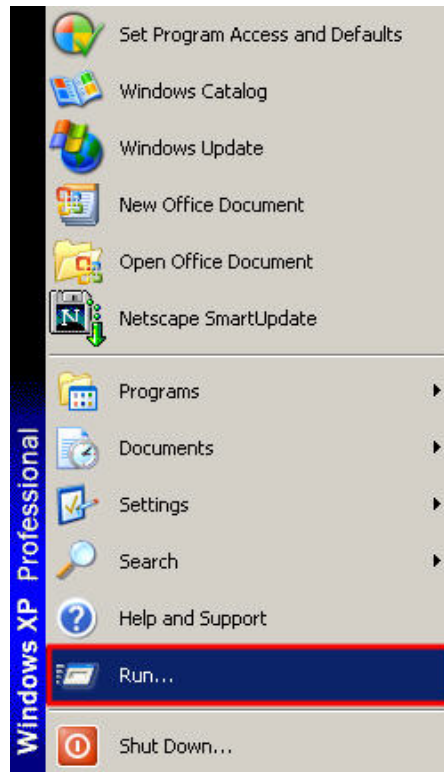 Set Program Access and Defaults
Windows Catalog
Windows Update
New Office Document
Open Office Document
N
Netscape SmartUpdate
Programs
Documents
Settings
Search
Help and Support
Run...
Shut Down...
Windows XP Professional